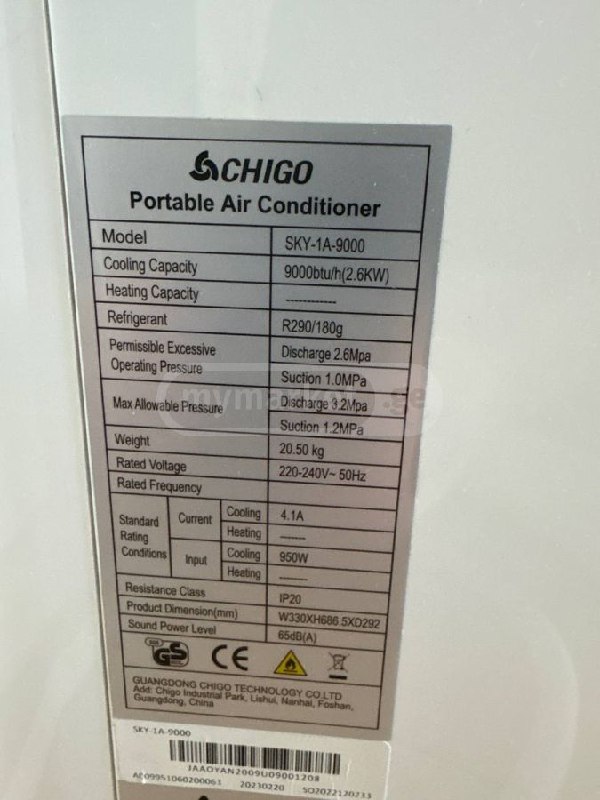 CHIGO
Portable Air Conditioner
Model SKY-1A-9000
Cooling Capacity 9000btu/h(2.6KW)
Heating Capacity ------------
Refrigerant R290/180g
Permissible Excessive Operating Pressure Discharge 2.6Mpa
Suction 1.0MPa
Max Allowable Pressure Discharge 3.2Mpa
Suction 1.2MPa
Weight 20.50 kg
Rated Voltage 220-240V~ 50Hz
Rated Frequency
Standard Rating Conditions Current Cooling 4.1A
Heating ------
Input Cooling 950W
Heating ------
Resistance Class IP20
Product Dimension(mm) W330XH686.5XD292
Sound Power Level 65dB(A)
GS CE
GUANGDONG CHIGO TECHNOLOGY CO.,LTD
Add: Chigo Industrial Park, Lishui, Nanhai, Foshan,
Guangdong, China
SKY-1A-9000
20230220
mymarket.ge